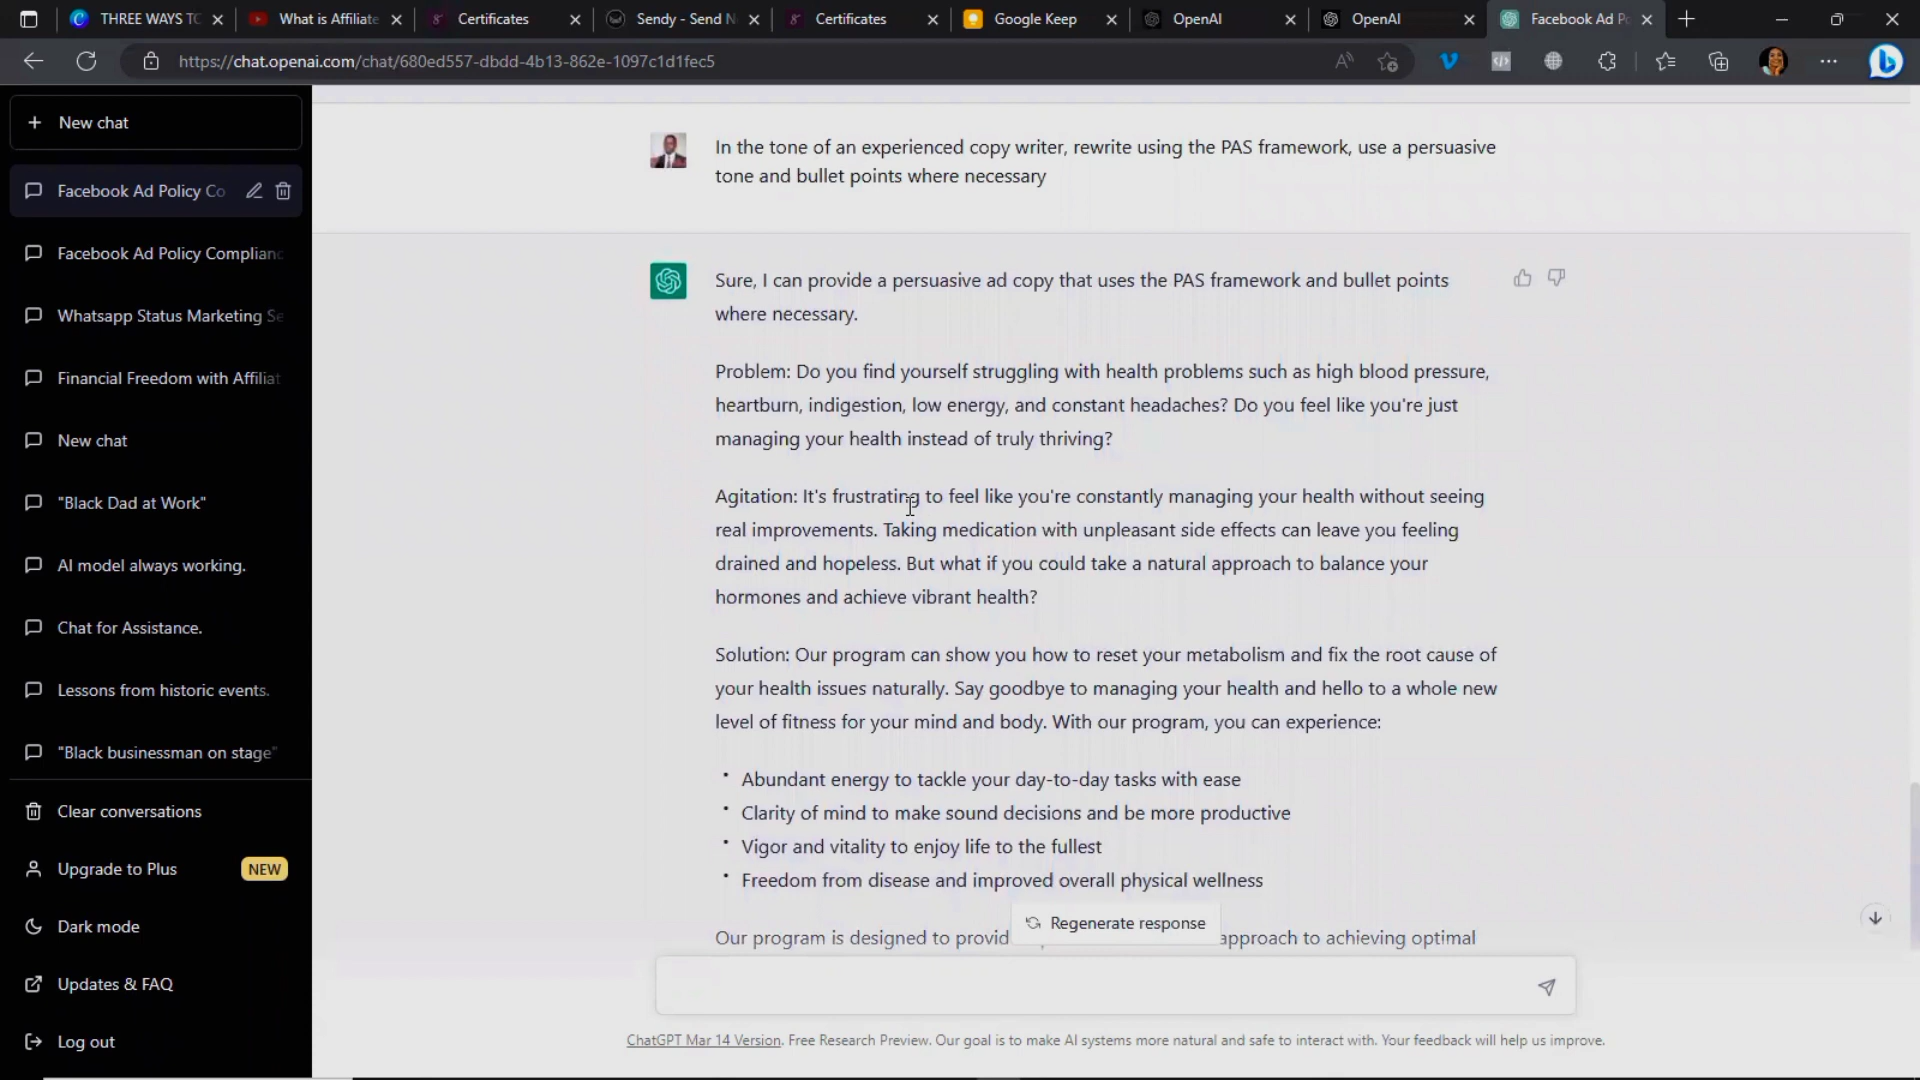 THREE WAYS TO
What is Affiliate
Certificates
Sendy - Send N
Certificates
Google Keep
OpenAI
OpenAI
Facebook Ad Po
https://chat.openai.com/chat/680ed557-dbdd-4b13-862e-1097c1d1fec5
New chat
Facebook Ad Policy Co
Facebook Ad Policy Complianc
Whatsapp Status Marketing Se
Financial Freedom with Affiliat
New chat
"Black Dad at Work"
AI model always working.
Chat for Assistance.
Lessons from historic events.
"Black businessman on stage"
Clear conversations
Upgrade to Plus NEW
Dark mode
Updates & FAQ
Log out
In the tone of an experienced copy writer, rewrite using the PAS framework, use a persuasive
tone and bullet points where necessary
Sure, I can provide a persuasive ad copy that uses the PAS framework and bullet points
where necessary.
Problem: Do you find yourself struggling with health problems such as high blood pressure,
heartburn, indigestion, low energy, and constant headaches? Do you feel like you're just
managing your health instead of truly thriving?
Agitation: It's frustrating to feel like you're constantly managing your health without seeing
real improvements. Taking medication with unpleasant side effects can leave you feeling
drained and hopeless. But what if you could take a natural approach to balance your
hormones and achieve vibrant health?
Solution: Our program can show you how to reset your metabolism and fix the root cause of
your health issues naturally. Say goodbye to managing your health and hello to a whole new
level of fitness for your mind and body. With our program, you can experience:
• Abundant energy to tackle your day-to-day tasks with ease
• Clarity of mind to make sound decisions and be more productive
• Vigor and vitality to enjoy life to the fullest
• Freedom from disease and improved overall physical wellness
Regenerate response
Our program is designed to provid approach to achieving optimal
ChatGPT Mar 14 Version. Free Research Preview. Our goal is to make AI systems more natural and safe to interact with. Your feedback will help us improve.